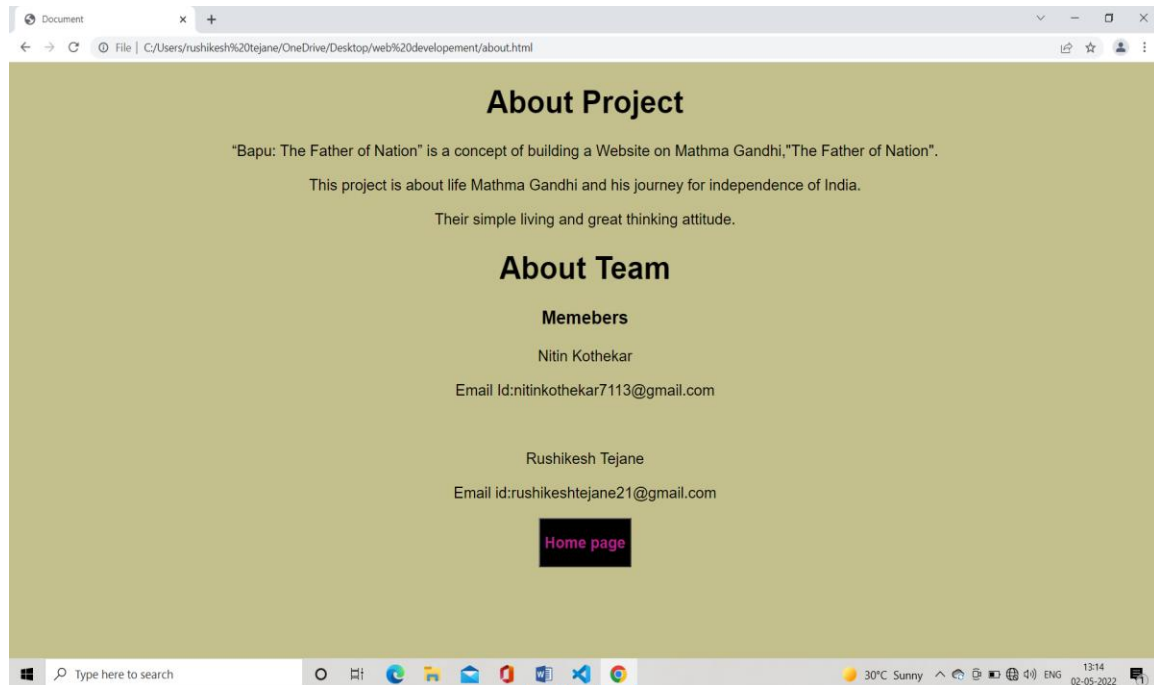 Document
File | C:/Users/rushikesh%20tejane/OneDrive/Desktop/web%20developement/about.html
About Project
“Bapu: The Father of Nation” is a concept of building a Website on Mathma Gandhi,"The Father of Nation".
This project is about life Mathma Gandhi and his journey for independence of India.
Their simple living and great thinking attitude.
About Team
Memebers
Nitin Kothekar
Email Id:nitinkothekar7113@gmail.com
Rushikesh Tejane
Email id:rushikeshtejane21@gmail.com
Home page
Type here to search
30°C Sunny
ENG
13:14
02-05-2022